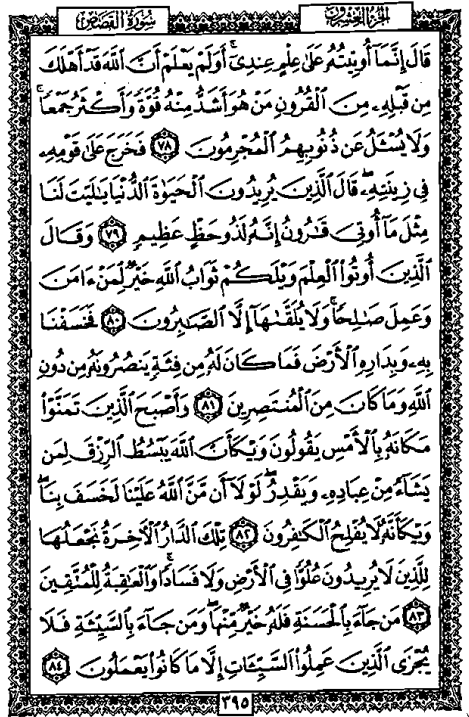 الجزء العشرون
سورة القصص
قَالَ إِنَّمَآ أُوتِيتُهُۥ عَلَىٰ عِلْمٍ عِندِىٓ ۚ أَوَلَمْ يَعْلَمْ أَنَّ ٱللَّهَ قَدْ أَهْلَكَ
مِن قَبْلِهِۦ مِنَ ٱلْقُرُونِ مَنْ هُوَ أَشَدُّ مِنْهُ قُوَّةً وَأَكْثَرُ جَمْعًا ۚ
وَلَا يُسْـَٔلُ عَن ذُنُوبِهِمُ ٱلْمُجْرِمُونَ ٧٨ فَخَرَجَ عَلَىٰ قَوْمِهِۦ
فِى زِينَتِهِۦ ۖ قَالَ ٱلَّذِينَ يُرِيدُونَ ٱلْحَيَوٰةَ ٱلدُّنْيَا يَٰلَيْتَ لَنَا
مِثْلَ مَآ أُوتِىَ قَٰرُونُ إِنَّهُۥ لَذُو حَظٍّ عَظِيمٍ ٧٩ وَقَالَ
ٱلَّذِينَ أُوتُوا۟ ٱلْعِلْمَ وَيْلَكُمْ ثَوَابُ ٱللَّهِ خَيْرٌ لِّمَنْ ءَامَنَ
وَعَمِلَ صَٰلِحًا ۚ وَلَا يُلَقَّىٰهَآ إِلَّا ٱلصَّٰبِرُونَ ٨٠ فَخَسَفْنَا
بِهِۦ وَبِدَارِهِ ٱلْأَرْضَ فَمَا كَانَ لَهُۥ مِن فِئَةٍ يَنصُرُونَهُۥ مِن دُونِ
ٱللَّهِ وَمَا كَانَ مِنَ ٱلْمُنتَصِرِينَ ٨١ وَأَصْبَحَ ٱلَّذِينَ تَمَنَّوْا۟
مَكَانَهُۥ بِٱلْأَمْسِ يَقُولُونَ وَيْكَأَنَّ ٱللَّهَ يَبْسُطُ ٱلرِّزْقَ لِمَن
يَشَآءُ مِنْ عِبَادِهِۦ وَيَقْدِرُ ۖ لَوْلَآ أَن مَّنَّ ٱللَّهُ عَلَيْنَا لَخَسَفَ بِنَا ۖ
وَيْكَأَنَّهُۥ لَا يُفْلِحُ ٱلْكَٰفِرُونَ ٨٢ تِلْكَ ٱلدَّارُ ٱلْءَاخِرَةُ نَجْعَلُهَا
لِلَّذِينَ لَا يُرِيدُونَ عُلُوًّا فِى ٱلْأَرْضِ وَلَا فَسَادًا ۚ وَٱلْعَٰقِبَةُ لِلْمُتَّقِينَ
٨٣ مَن جَآءَ بِٱلْحَسَنَةِ فَلَهُۥ خَيْرٌ مِّنْهَا ۖ وَمَن جَآءَ بِٱلسَّيِّئَةِ فَلَا
يُجْزَى ٱلَّذِينَ عَمِلُوا۟ ٱلسَّيِّـَٔاتِ إِلَّا مَا كَانُوا۟ يَعْمَلُونَ ٨٤
٣٩٥